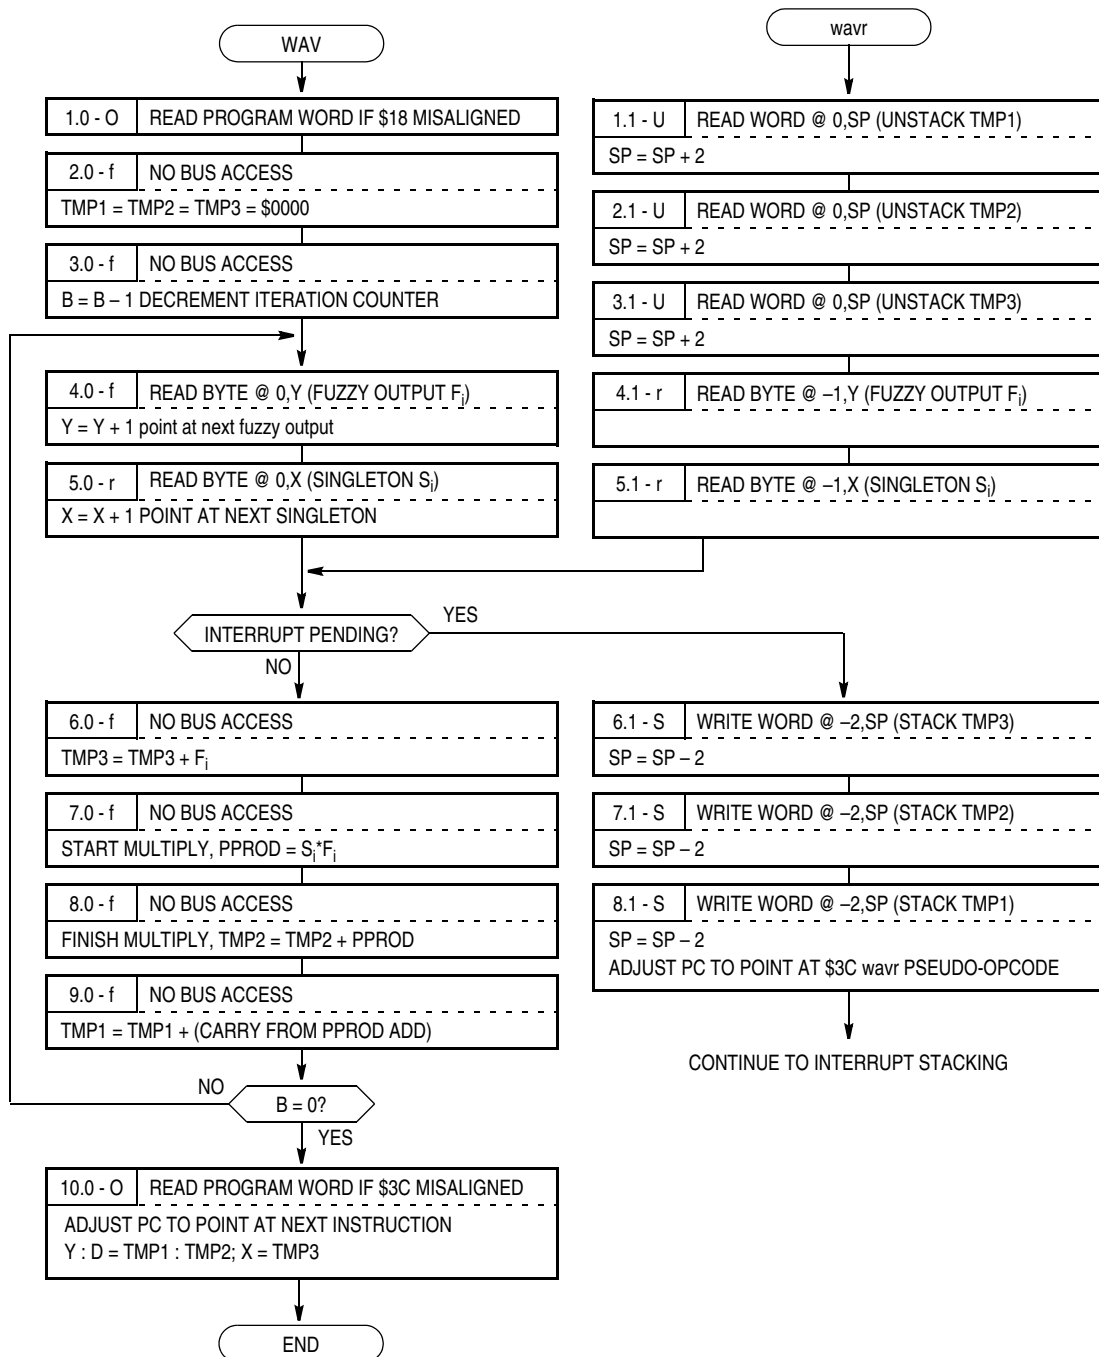 WAV
1.0 - O READ PROGRAM WORD IF $18 MISALIGNED
2.0 - f NO BUS ACCESS
TMP1 = TMP2 = TMP3 = $0000
3.0 - f NO BUS ACCESS
B = B – 1 DECREMENT ITERATION COUNTER
4.0 - f READ BYTE @ 0,Y (FUZZY OUTPUT Fi)
Y = Y + 1 point at next fuzzy output
5.0 - r READ BYTE @ 0,X (SINGLETON Si)
X = X + 1 POINT AT NEXT SINGLETON
wavr
1.1 - U READ WORD @ 0,SP (UNSTACK TMP1)
SP = SP + 2
2.1 - U READ WORD @ 0,SP (UNSTACK TMP2)
SP = SP + 2
3.1 - U READ WORD @ 0,SP (UNSTACK TMP3)
SP = SP + 2
4.1 - r READ BYTE @ –1,Y (FUZZY OUTPUT Fi)
5.1 - r READ BYTE @ –1,X (SINGLETON Si)
INTERRUPT PENDING?
YES
NO
6.0 - f NO BUS ACCESS
TMP3 = TMP3 + Fi
7.0 - f NO BUS ACCESS
START MULTIPLY, PPROD = Si*Fi
8.0 - f NO BUS ACCESS
FINISH MULTIPLY, TMP2 = TMP2 + PPROD
9.0 - f NO BUS ACCESS
TMP1 = TMP1 + (CARRY FROM PPROD ADD)
6.1 - S WRITE WORD @ –2,SP (STACK TMP3)
SP = SP – 2
7.1 - S WRITE WORD @ –2,SP (STACK TMP2)
SP = SP – 2
8.1 - S WRITE WORD @ –2,SP (STACK TMP1)
SP = SP – 2
ADJUST PC TO POINT AT $3C wavr PSEUDO-OPCODE
CONTINUE TO INTERRUPT STACKING
NO
B = 0?
YES
10.0 - O READ PROGRAM WORD IF $3C MISALIGNED
ADJUST PC TO POINT AT NEXT INSTRUCTION
Y : D = TMP1 : TMP2; X = TMP3
END